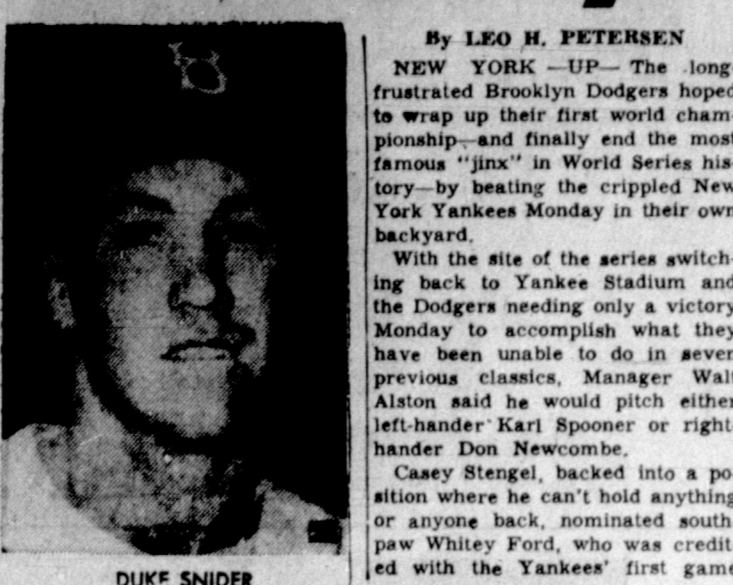 DUKE SNIDER
By LEO H. PETERSEN
NEW YORK —UP— The long-
frustrated Brooklyn Dodgers hoped
to wrap up their first world cham-
pionship—and finally end the most
famous "jinx" in World Series his-
tory—by beating the crippled New
York Yankees Monday in their own
backyard.
With the site of the series switch-
ing back to Yankee Stadium and
the Dodgers needing only a victory
Monday to accomplish what they
have been unable to do in seven
previous classics, Manager Walt
Alston said he would pitch either
left-hander Karl Spooner or right-
hander Don Newcombe.
Casey Stengel, backed into a po-
sition where he can't hold anything
or anyone back, nominated south-
paw Whitey Ford, who was credit-
ed with the Yankees' first game